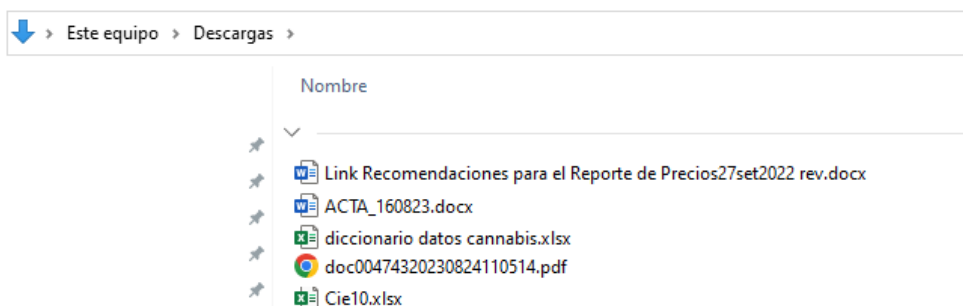 Este equipo > Descargas >
Nombre
Link Recomendaciones para el Reporte de Precios27set2022 rev.docx
ACTA_160823.docx
diccionario datos cannabis.xlsx
doc00474320230824110514.pdf
Cie10.xlsx